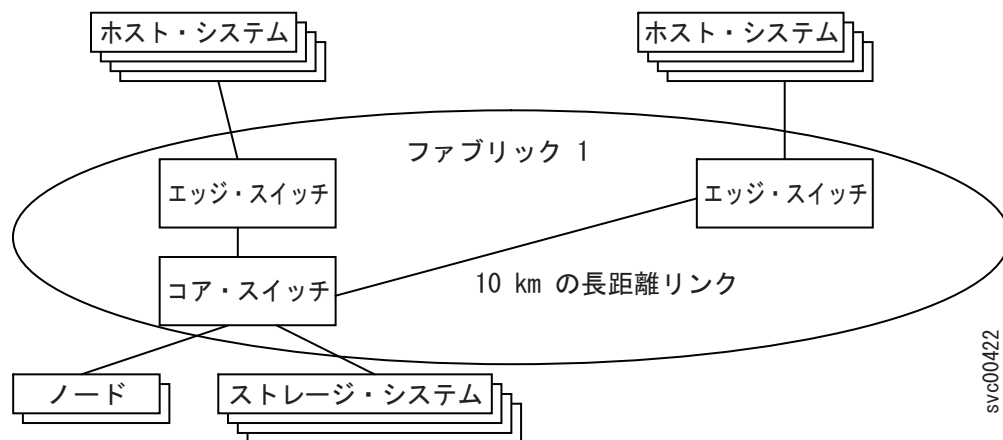 ホスト・システム
ホスト・システム
ファブリック 1
エッジ・スイッチ
エッジ・スイッチ
コア・スイッチ
10 km の長距離リンク
ノード
ストレージ・システム
svc00422